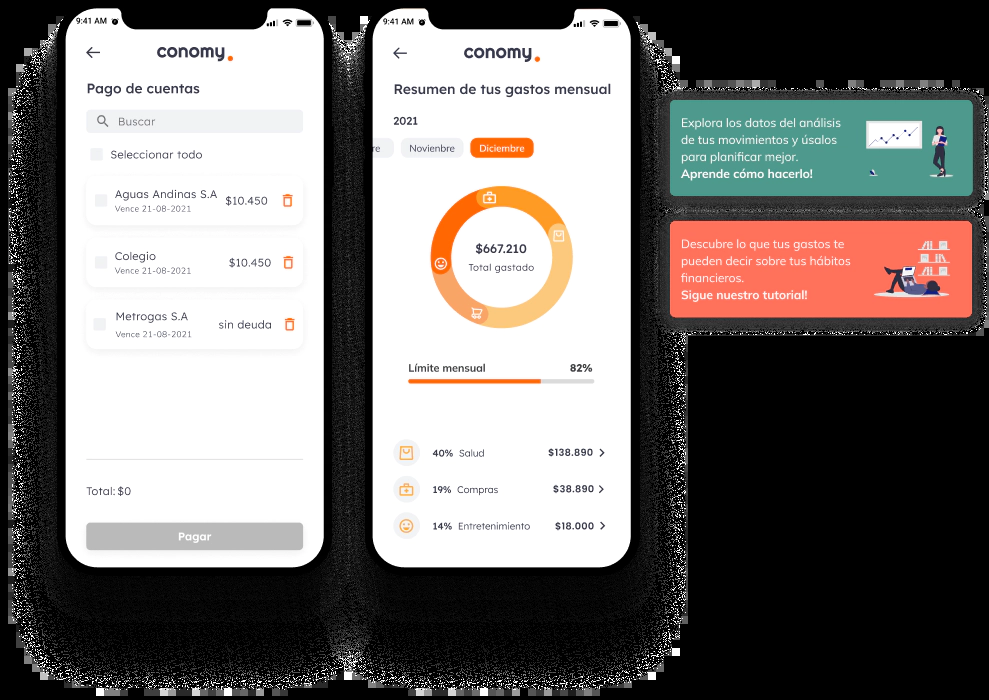 9:41 AM
conomy.
Pago de cuentas
Buscar
Seleccionar todo
Aguas Andinas S.A $10.450
Vence 21-08-2021
Colegio $10.450
Vence 21-08-2021
Metrogas S.A sin deuda
Vence 21-08-2021
Total: $0
Pagar
9:41 AM
conomy.
Resumen de tus gastos mensual
2021
re Noviembre Diciembre
$667.210
Total gastado
Límite mensual 82%
40% Salud $138.890
19% Compras $38.890
14% Entretenimiento $18.000
Explora los datos del análisis
de tus movimientos y úsalos
para planificar mejor.
Aprende cómo hacerlo!
Descubre lo que tus gastos te
pueden decir sobre tus hábitos
financieros.
Sigue nuestro tutorial!